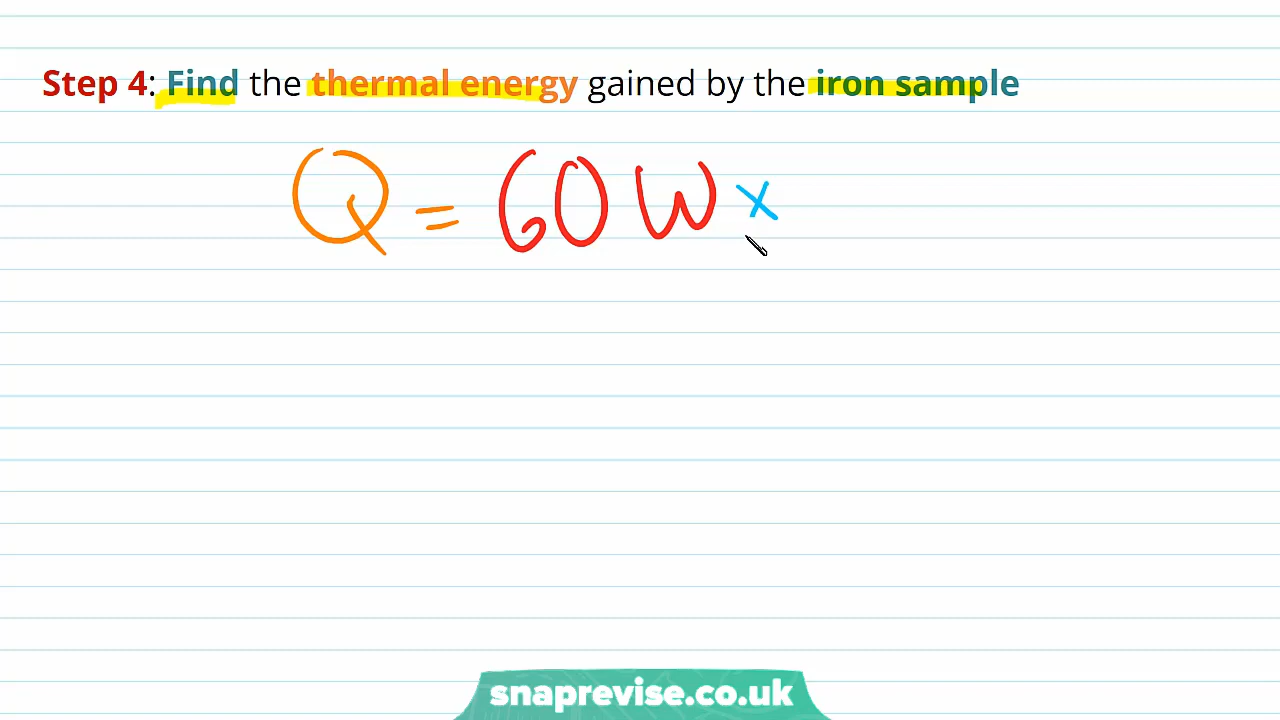 Step 4: Find the thermal energy gained by the iron sample
Q = 60 W ×
snaprevise.co.uk